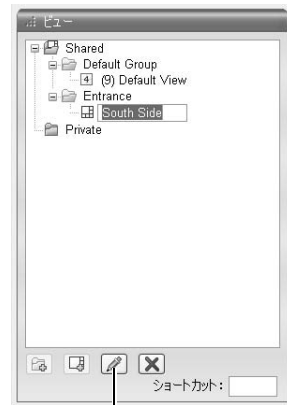 ビュー
Shared
Default Group
4 (9) Default View
Entrance
South Side
Private
ショートカット：